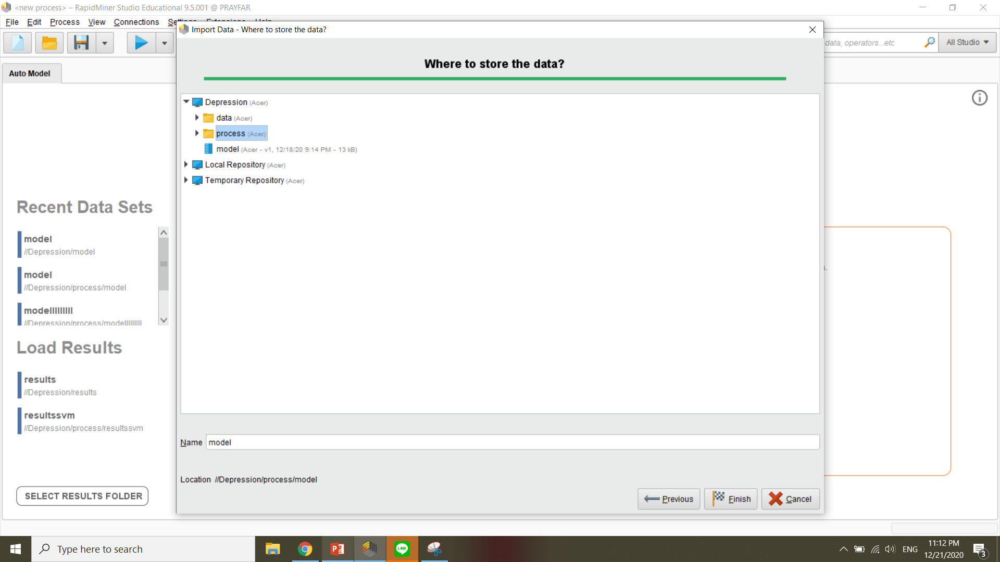 <new process> – RapidMiner Studio Educational 9.5.001 @ PRAYFAR
File Edit Process View Connections
Import Data - Where to store the data?
data, operators...etc
All Studio
Auto Model
Where to store the data?
Depression (Acer)
data (Acer)
process (Acer)
model (Acer - v1, 12/18/20 9:14 PM - 13 kB)
Local Repository (Acer)
Temporary Repository (Acer)
Recent Data Sets
model
//Depression/model
model
//Depression/process/model
modelllllllll
//Depression/process/modelllllllll
Load Results
results
//Depression/results
resultssvm
//Depression/process/resultssvm
SELECT RESULTS FOLDER
Name model
Location //Depression/process/model
Previous
Finish
Cancel
Type here to search
LINE
ENG
11:12 PM
12/21/2020
3